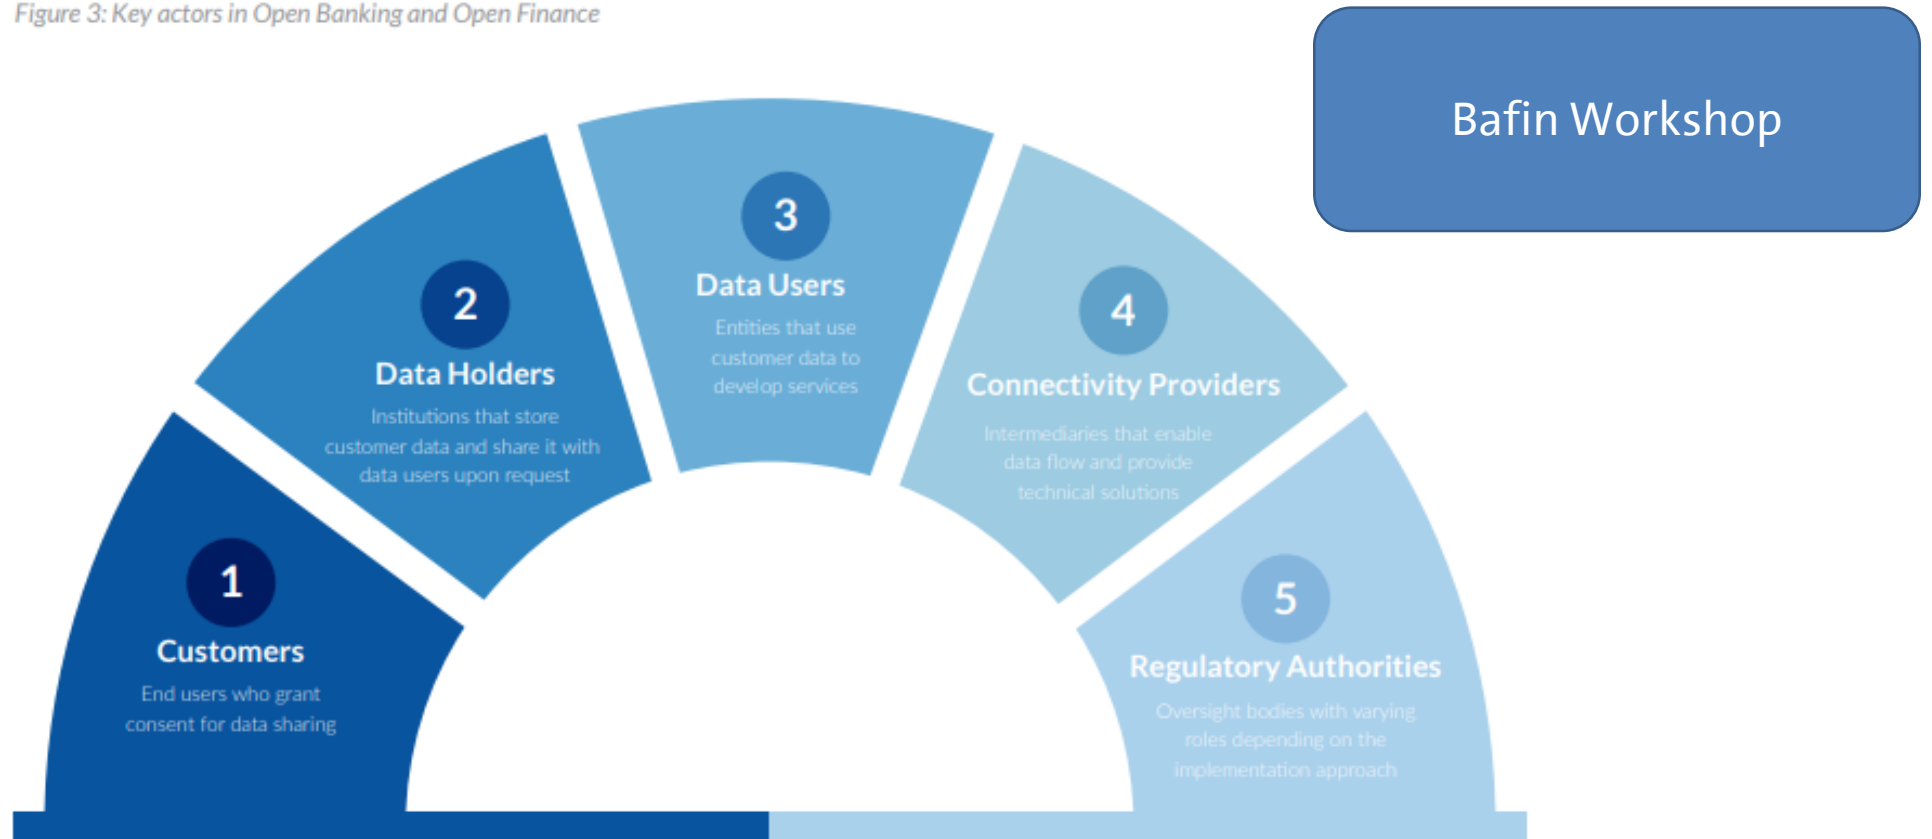 Figure 3: Key actors in Open Banking and Open Finance
Bafin Workshop
1
Customers
End users who grant
consent for data sharing
2
Data Holders
Institutions that store
customer data and share it with
data users upon request
3
Data Users
Entities that use
customer data to
develop services
4
Connectivity Providers
Intermediaries that enable
data flow and provide
technical solutions
5
Regulatory Authorities
Oversight bodies with varying
roles depending on the
implementation approach